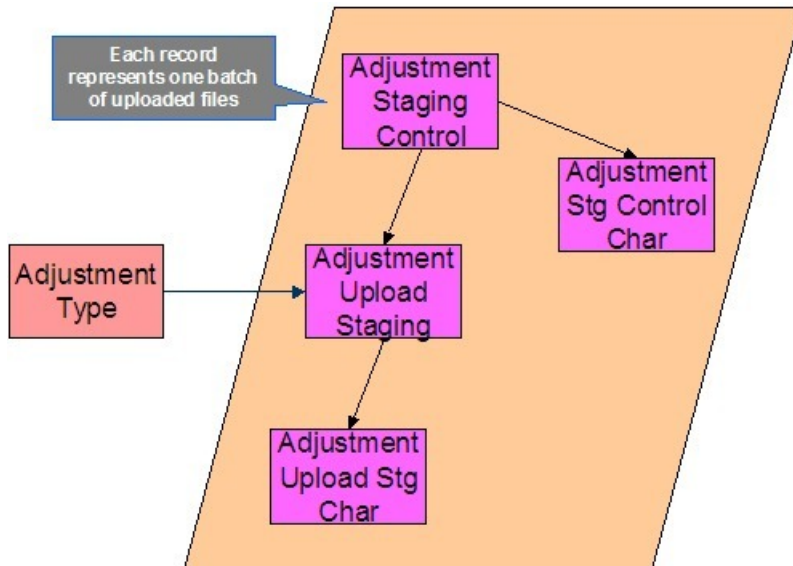 Each record
represents one batch
of uploaded files
Adjustment
Staging
Control
Adjustment
Stg Control
Char
Adjustment
Type
Adjustment
Upload
Staging
Adjustment
Upload Stg
Char